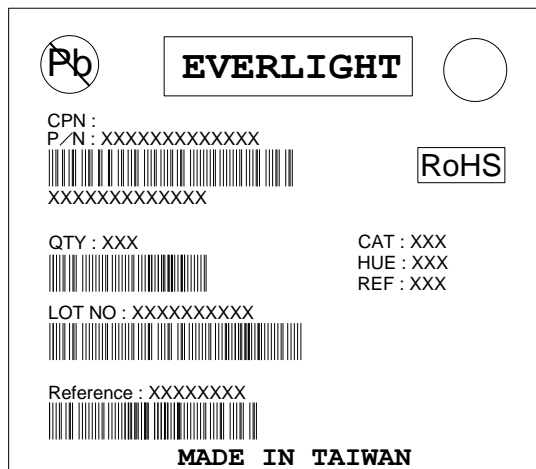 Pb
EVERLIGHT
CPN :
P/N : XXXXXXXXXXXXX
RoHS
XXXXXXXXXXXXX
QTY : XXX
CAT : XXX
HUE : XXX
REF : XXX
LOT NO : XXXXXXXXXX
Reference : XXXXXXXX
MADE IN TAIWAN